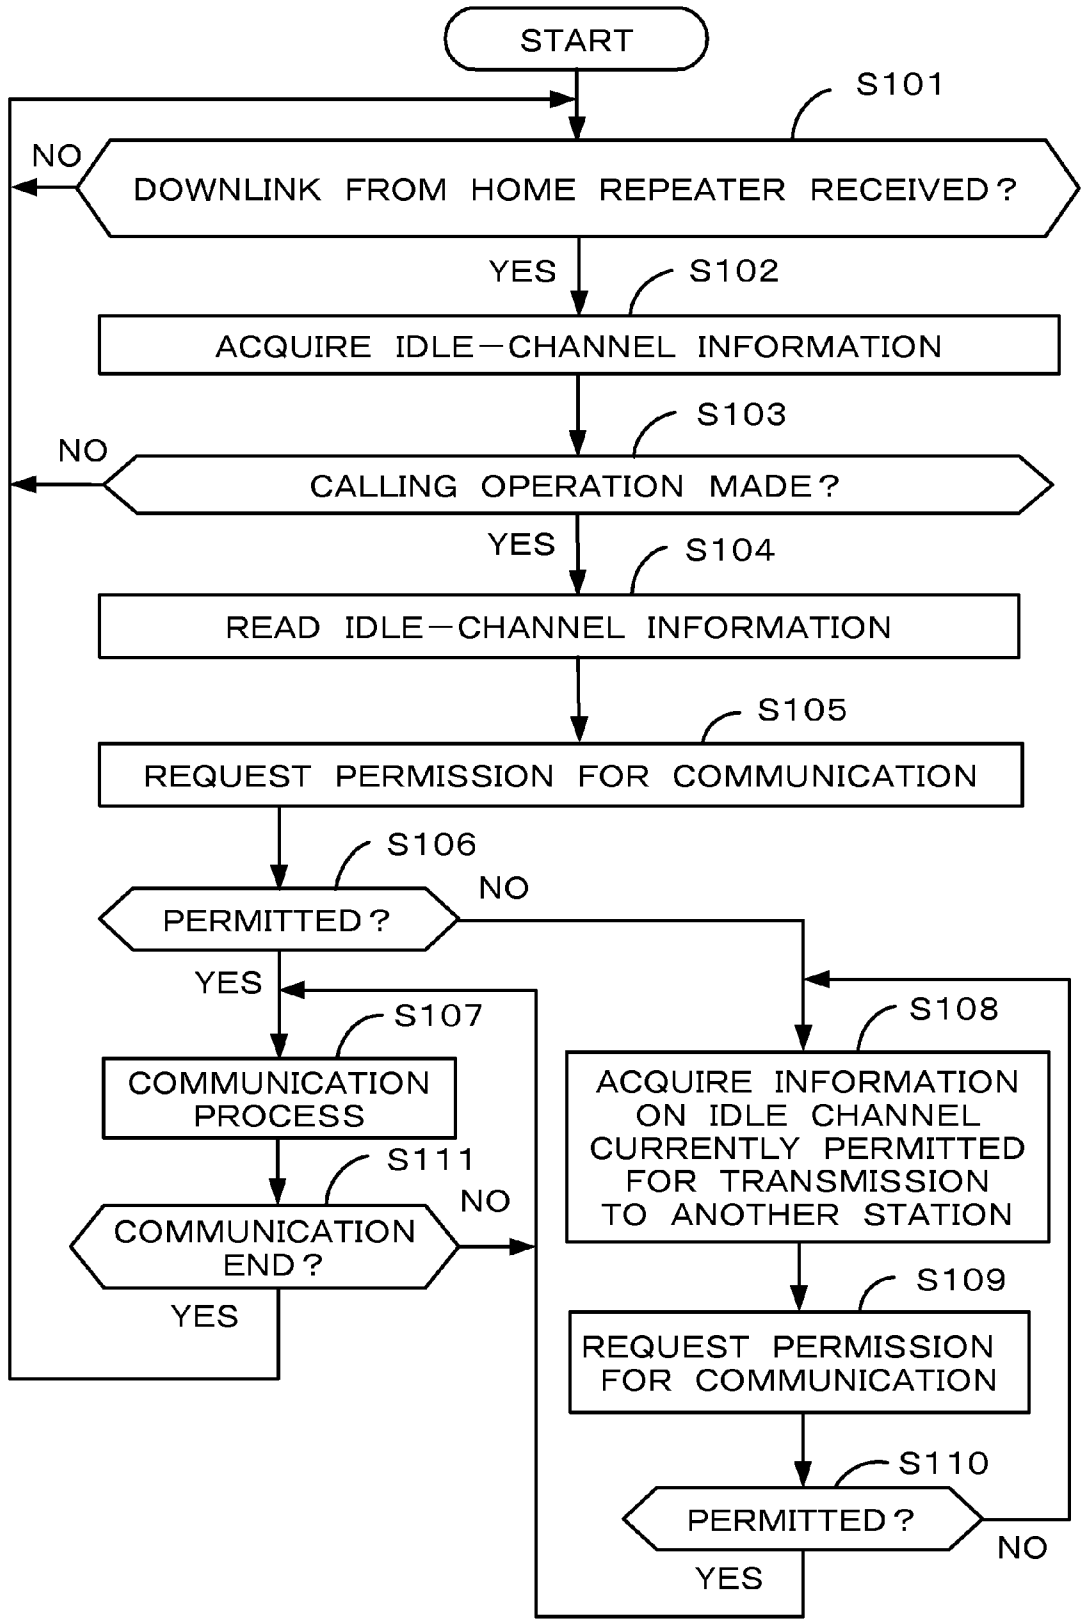 START
S101
NO
DOWNLINK FROM HOME REPEATER RECEIVED?
YES
S102
ACQUIRE IDLE-CHANNEL INFORMATION
S103
NO
CALLING OPERATION MADE?
YES
S104
READ IDLE-CHANNEL INFORMATION
S105
REQUEST PERMISSION FOR COMMUNICATION
S106
PERMITTED?
NO
YES
S107
COMMUNICATION
PROCESS
S111
COMMUNICATION
END?
NO
YES
S108
ACQUIRE INFORMATION
ON IDLE CHANNEL
CURRENTLY PERMITTED
FOR TRANSMISSION
TO ANOTHER STATION
S109
REQUEST PERMISSION
FOR COMMUNICATION
S110
PERMITTED?
NO
YES